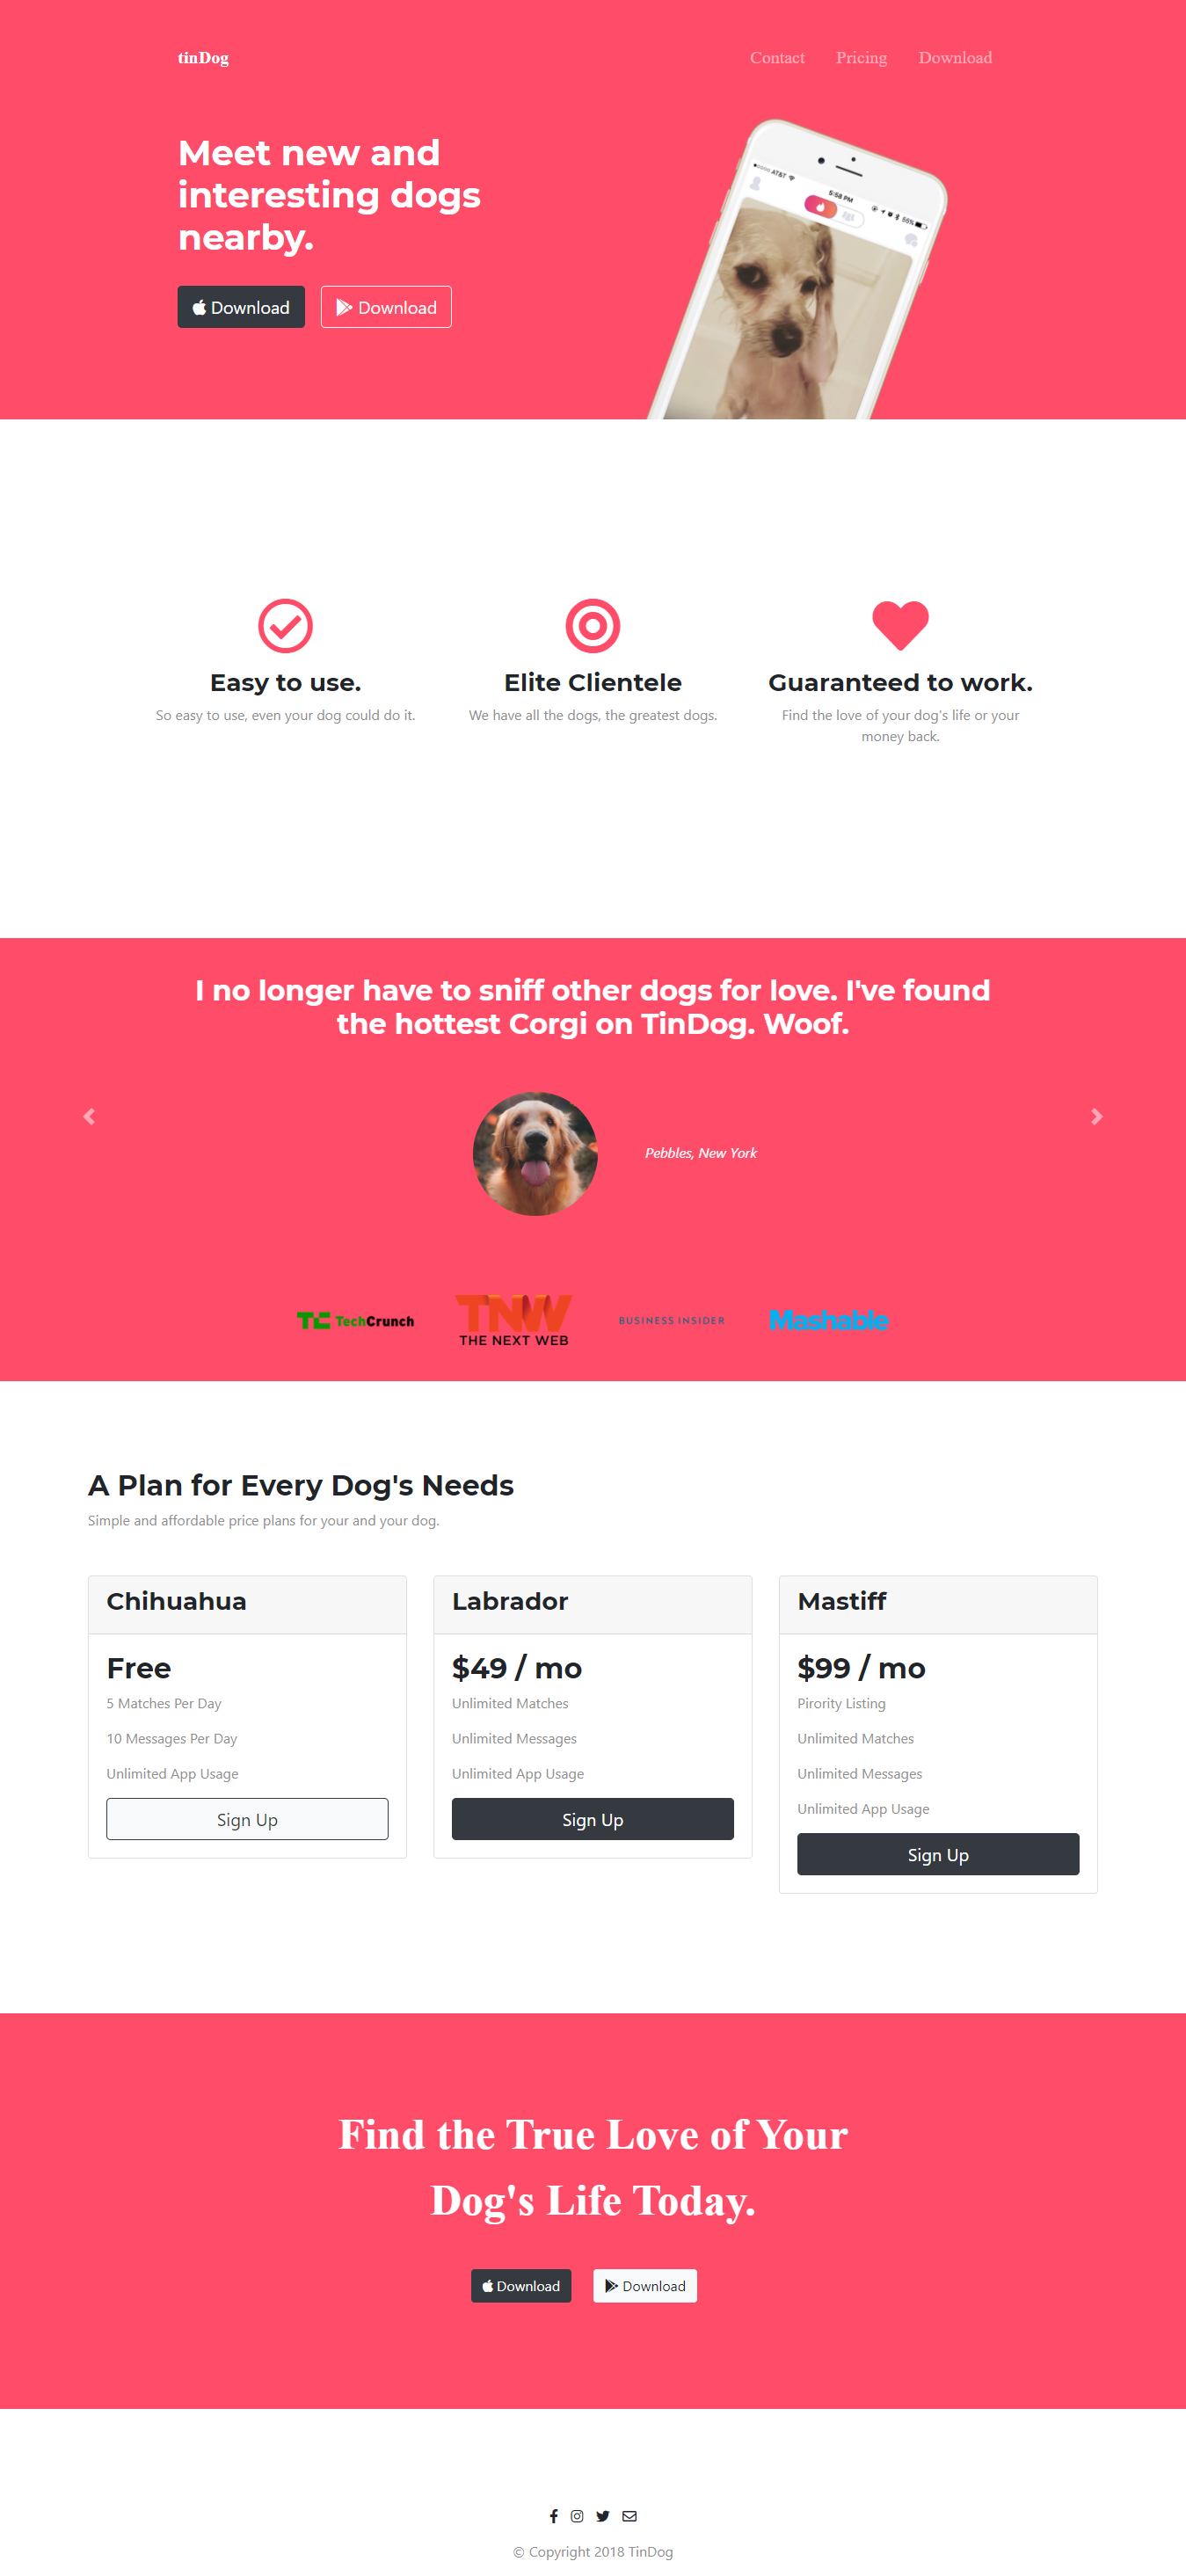 tinDog
Contact Pricing Download
Meet new and
interesting dogs
nearby.
Download Download
AT&T 5:58 PM 56%
Easy to use.
So easy to use, even your dog could do it.
Elite Clientele
We have all the dogs, the greatest dogs.
Guaranteed to work.
Find the love of your dog's life or your
money back.
I no longer have to sniff other dogs for love. I've found
the hottest Corgi on TinDog. Woof.
Pebbles, New York
TC TechCrunch
TNW
THE NEXT WEB
BUSINESS INSIDER
Mashable
A Plan for Every Dog's Needs
Simple and affordable price plans for your and your dog.
Chihuahua
Free
5 Matches Per Day
10 Messages Per Day
Unlimited App Usage
Sign Up
Labrador
$49 / mo
Unlimited Matches
Unlimited Messages
Unlimited App Usage
Sign Up
Mastiff
$99 / mo
Pirority Listing
Unlimited Matches
Unlimited Messages
Unlimited App Usage
Sign Up
Find the True Love of Your
Dog's Life Today.
Download Download
© Copyright 2018 TinDog